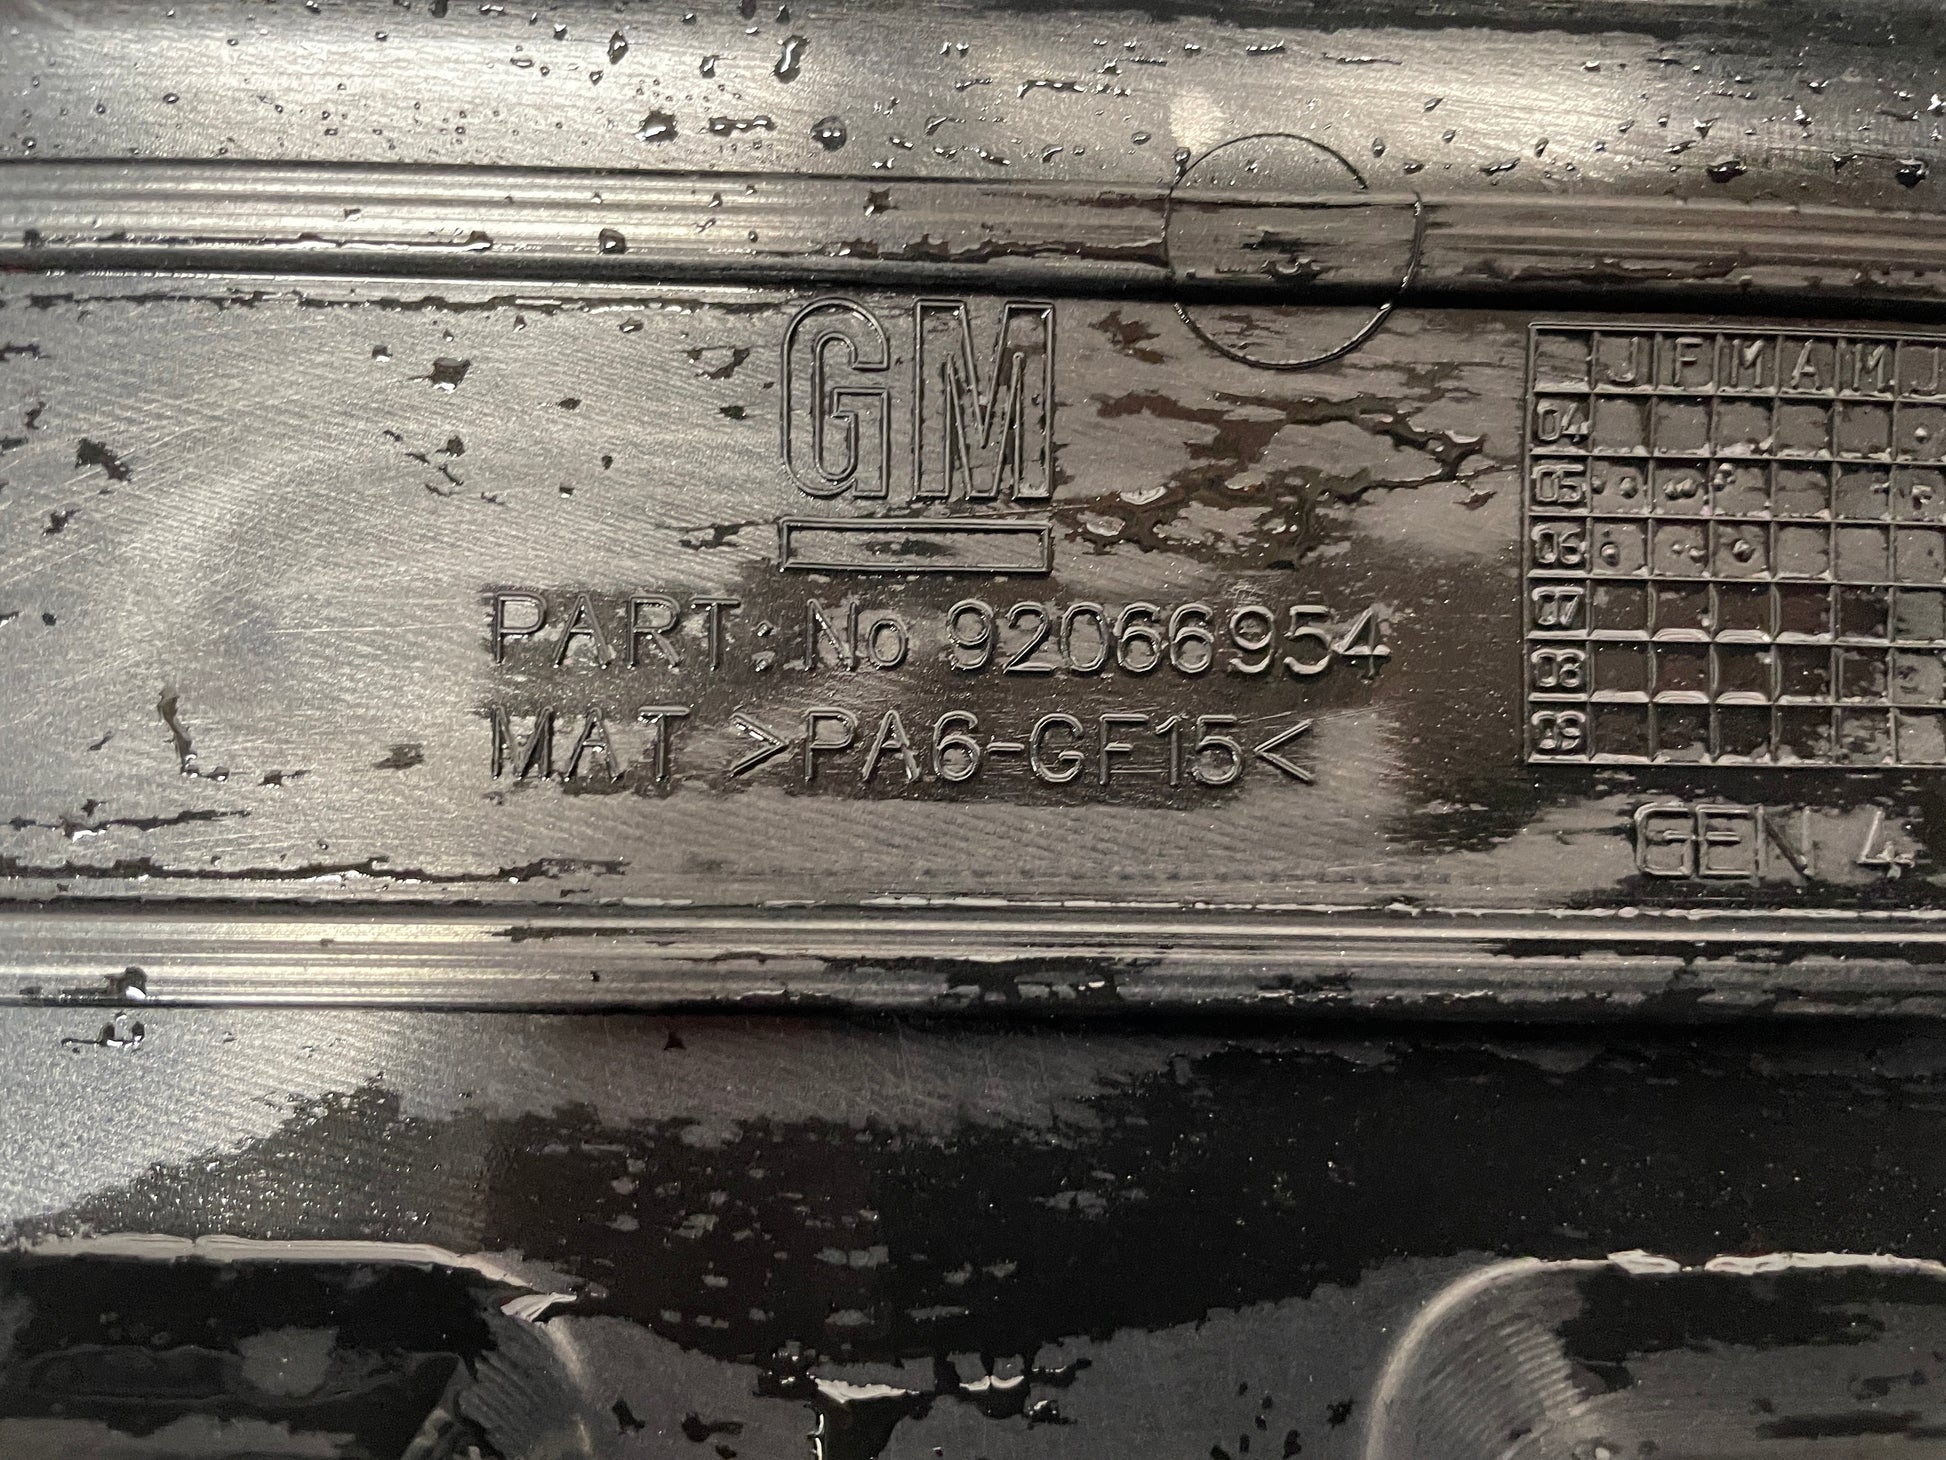 GM
PART: No 92066954
MAT >PA6-GF15<
J F M A M J
04
05
06
07
08
09
GEN 4